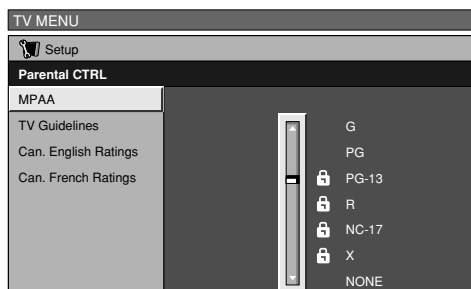 TV MENU
Setup
Parental CTRL
MPAA
TV Guidelines
Can. English Ratings
Can. French Ratings
G
PG
PG-13
R
NC-17
X
NONE